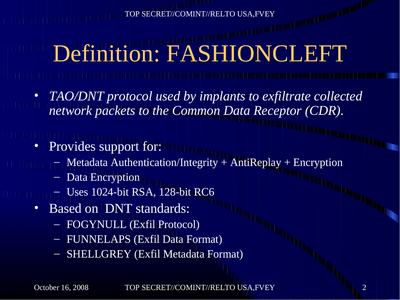 TOP SECRET//COMINT//RELTO USA,FVEY
Definition: FASHIONCLEFT
• TAO/DNT protocol used by implants to exfiltrate collected
network packets to the Common Data Receptor (CDR).
• Provides support for:
– Metadata Authentication/Integrity + AntiReplay + Encryption
– Data Encryption
– Uses 1024-bit RSA, 128-bit RC6
• Based on DNT standards:
– FOGYNULL (Exfil Protocol)
– FUNNELAPS (Exfil Data Format)
– SHELLGREY (Exfil Metadata Format)
October 16, 2008 TOP SECRET//COMINT//RELTO USA,FVEY 2